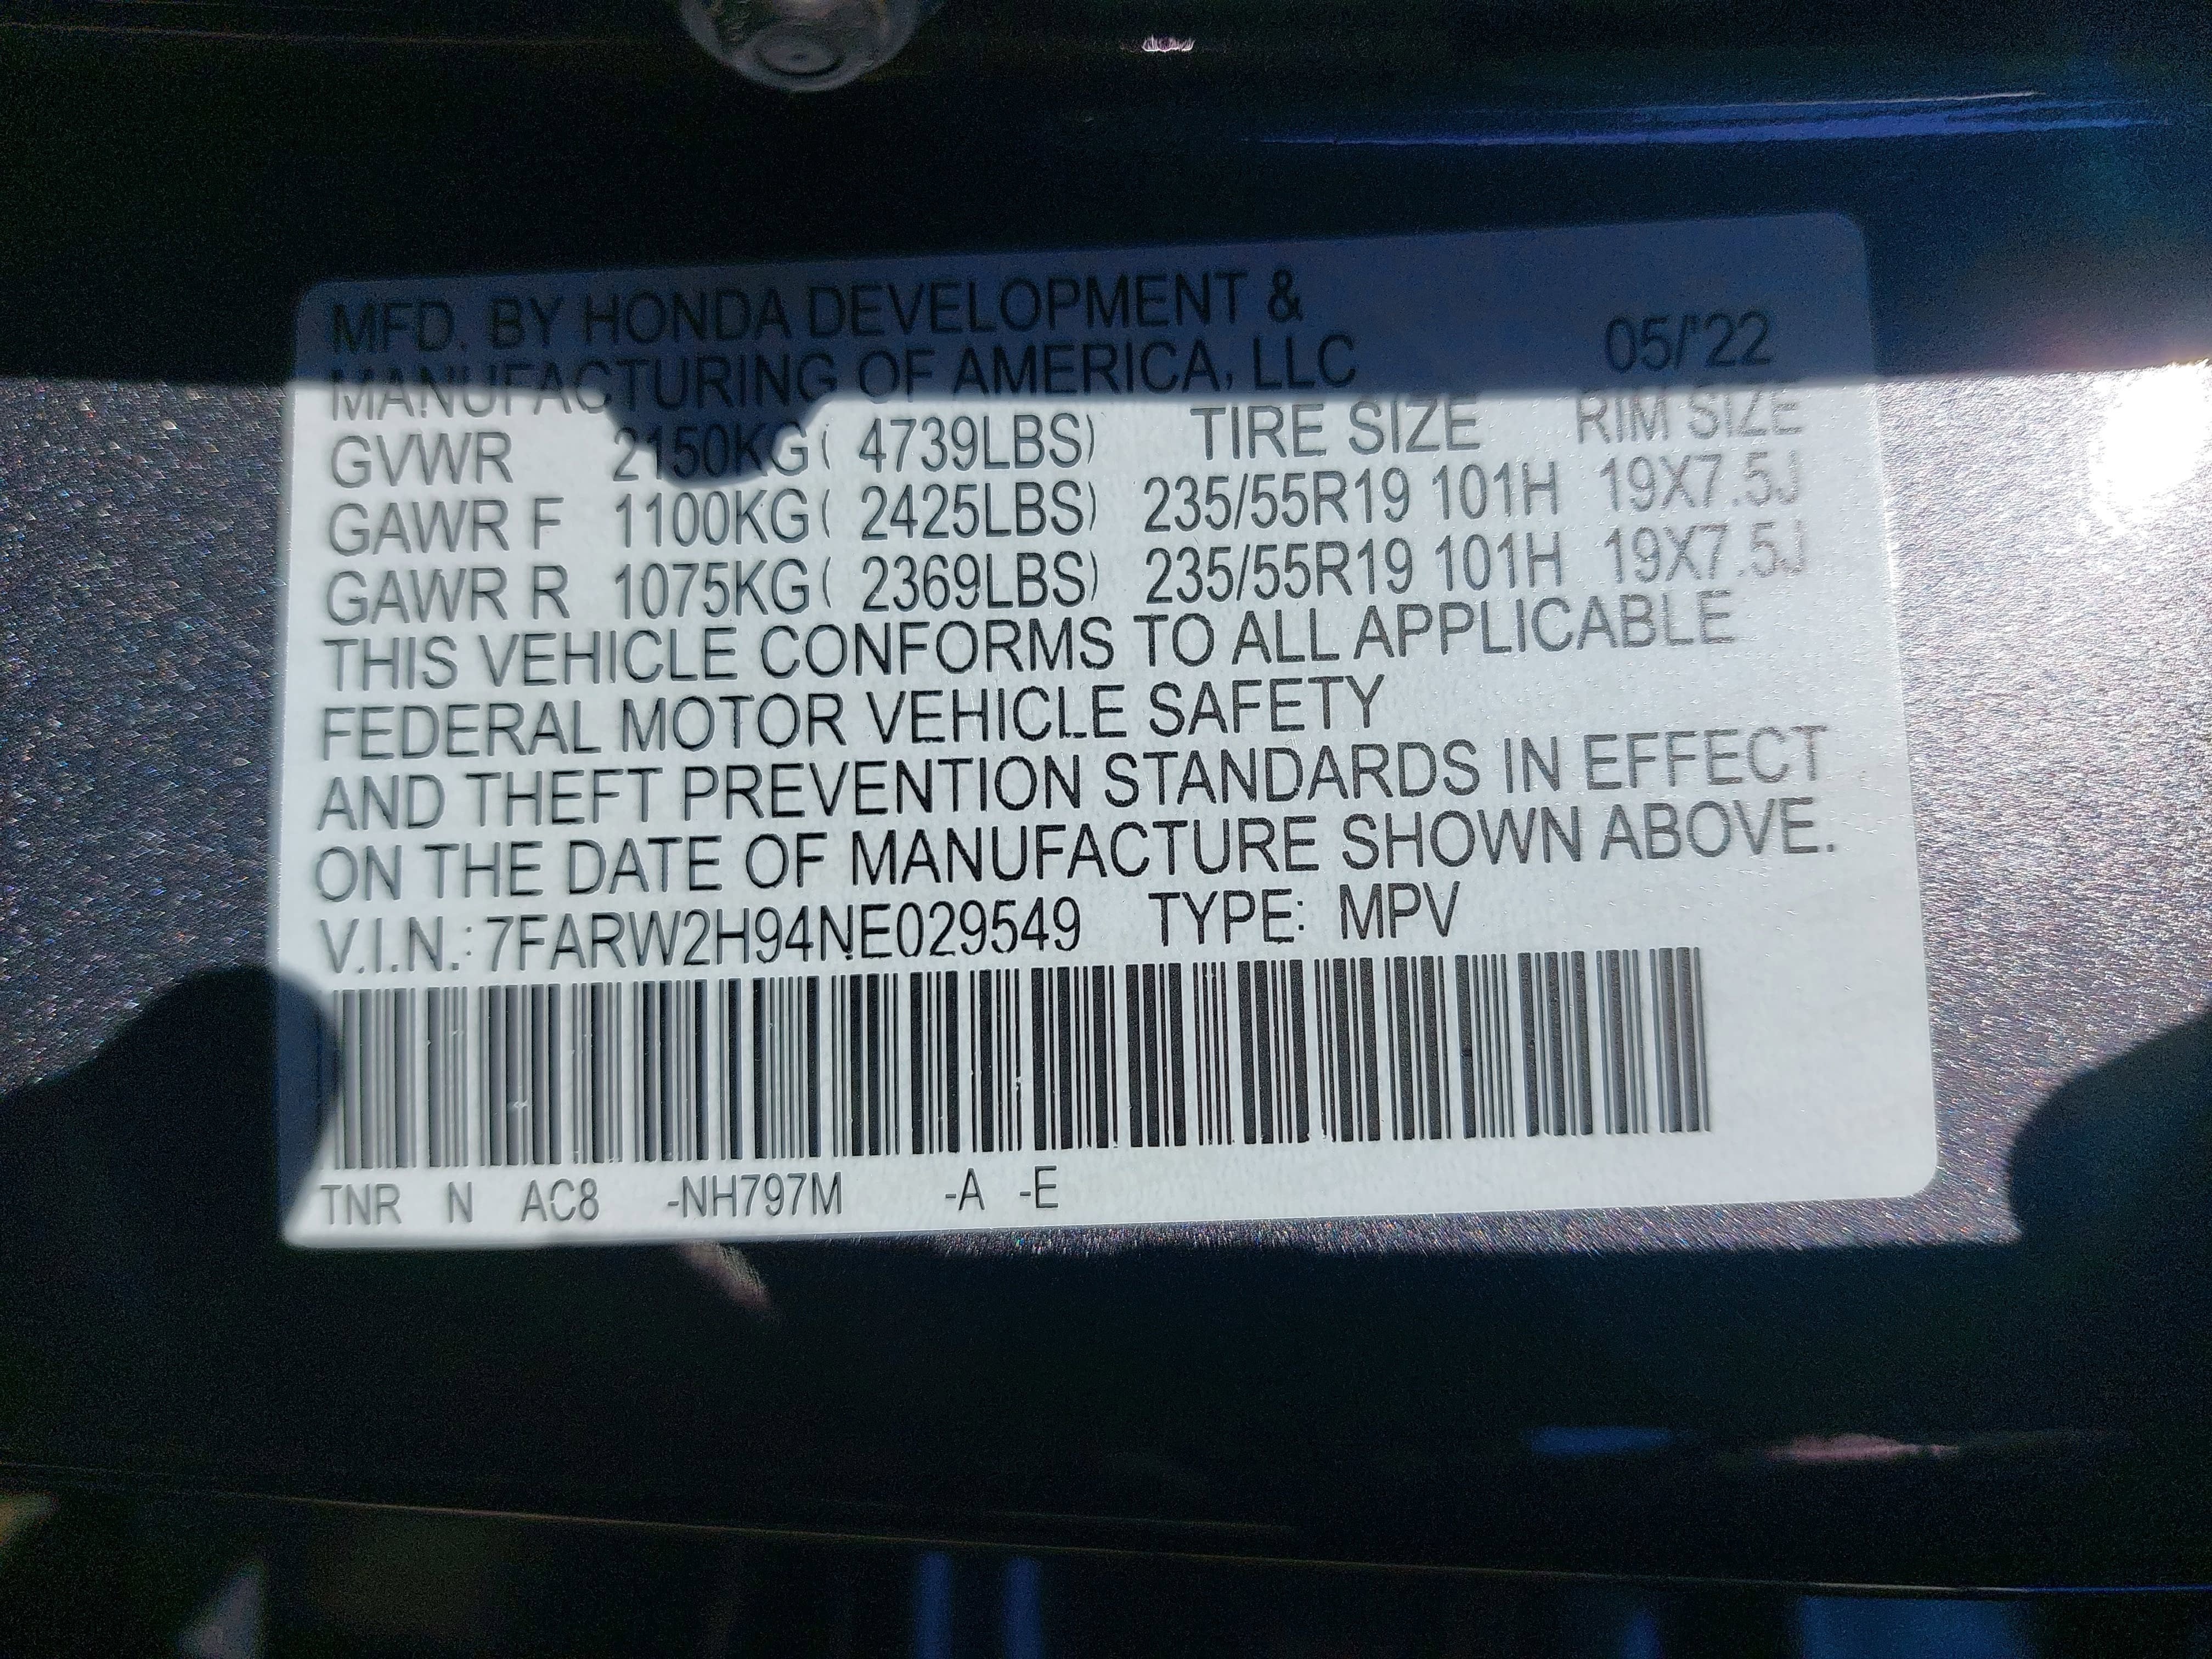 MFD. BY HONDA DEVELOPMENT &
MANUFACTURING OF AMERICA, LLC 05/'22
GVWR 2150KG( 4739LBS) TIRE SIZE RIM SIZE
GAWR F 1100KG( 2425LBS) 235/55R19 101H 19X7.5J
GAWR R 1075KG( 2369LBS) 235/55R19 101H 19X7.5J
THIS VEHICLE CONFORMS TO ALL APPLICABLE
FEDERAL MOTOR VEHICLE SAFETY
AND THEFT PREVENTION STANDARDS IN EFFECT
ON THE DATE OF MANUFACTURE SHOWN ABOVE.
V.I.N.: 7FARW2H94NE029549 TYPE: MPV
TNR N AC8 -NH797M -A -E